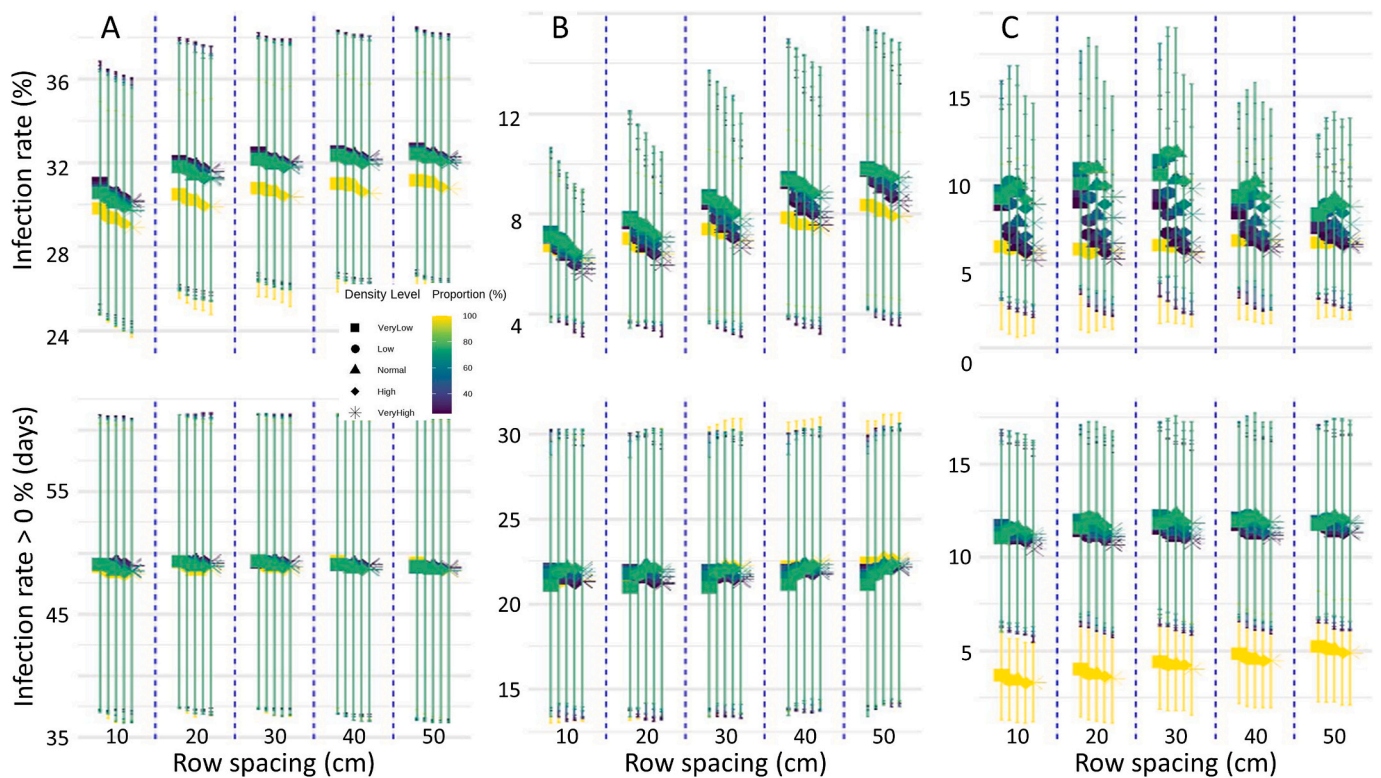 A
B
C
Infection rate (%)
36
32
28
24
12
8
4
15
10
5
0
Density Level
VeryLow
Low
Normal
High
VeryHigh
Proportion (%)
100
80
60
40
Infection rate > 0 % (days)
55
45
35
30
25
20
15
15
10
5
10 20 30 40 50
10 20 30 40 50
10 20 30 40 50
Row spacing (cm)
Row spacing (cm)
Row spacing (cm)